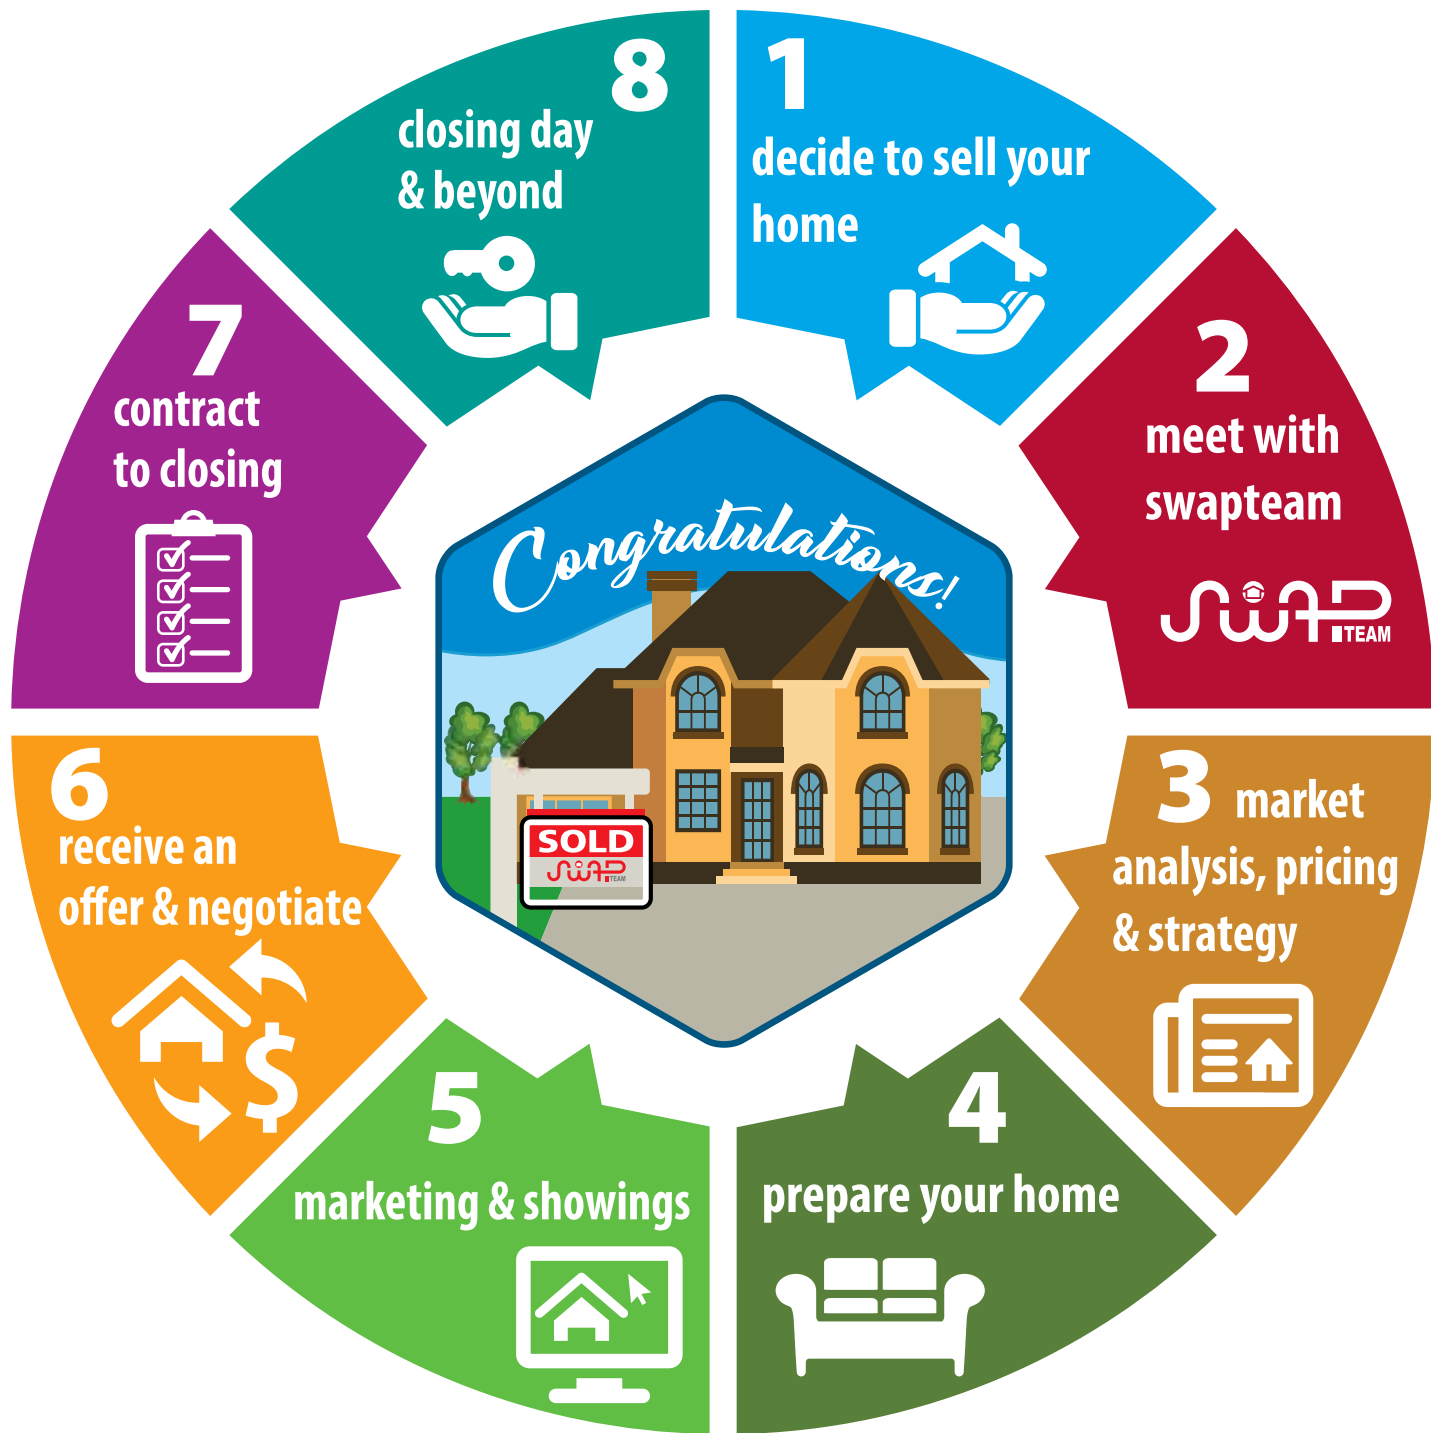 1
decide to sell your
home
2
meet with
swapteam
SWAP
TEAM
3 market
analysis, pricing
& strategy
4
prepare your home
5
marketing & showings
6
receive an
offer & negotiate
$
7
contract
to closing
8
closing day
& beyond
Congratulations!
SOLD
SWAP
TEAM